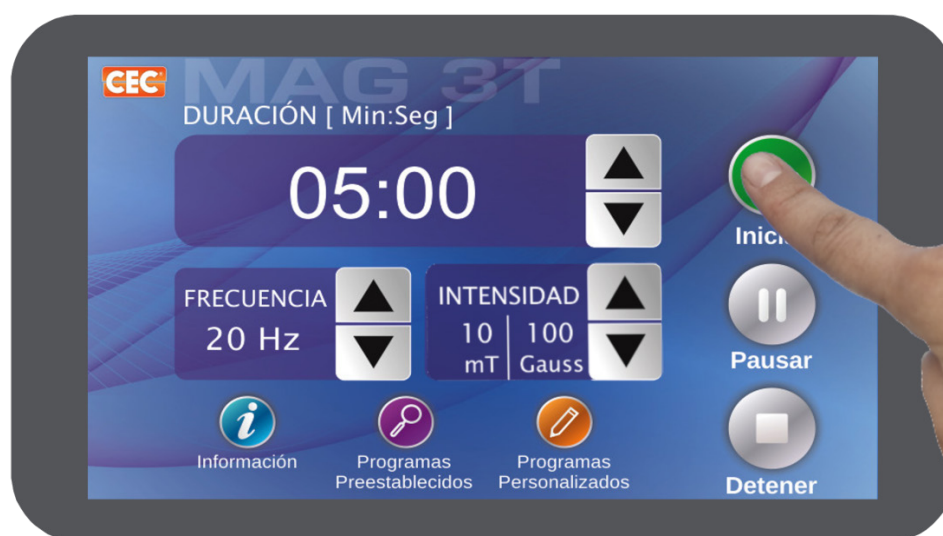 CEC
MAG 3T
DURACIÓN [ Min:Seg ]
05:00
FRECUENCIA
20 Hz
INTENSIDAD
10 | 100
mT | Gauss
Información
Programas
Preestablecidos
Programas
Personalizados
Pausar
Detener